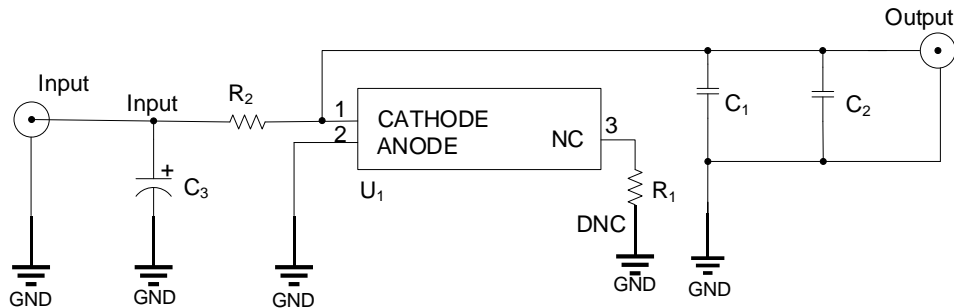 Output
Input
Input
R2
1
CATHODE
2
ANODE
NC
3
C1
C2
+
C3
U1
R1
DNC
GND
GND
GND
GND
GND